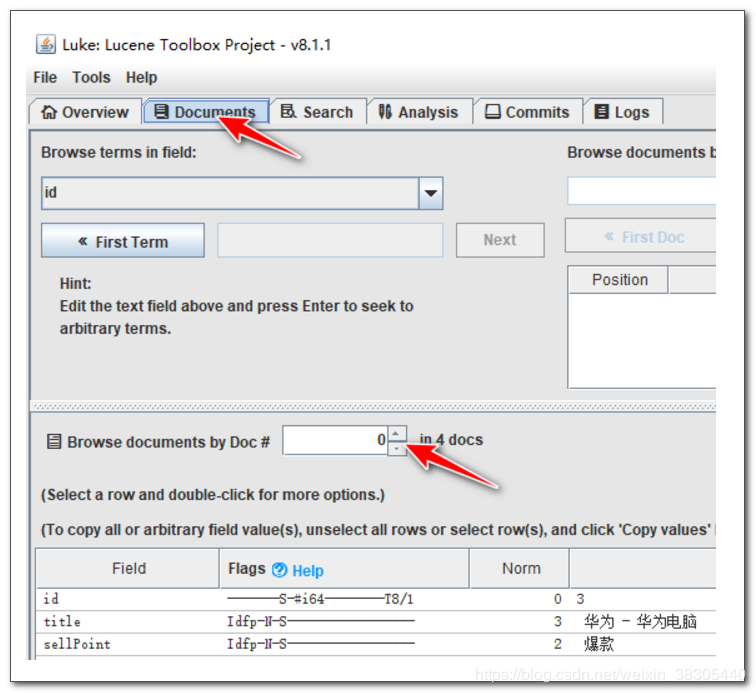 Luke: Lucene Toolbox Project - v8.1.1
File Tools Help
Overview Documents Search Analysis Commits Logs
Browse terms in field: Browse documents b
id
« First Term Next « First Doc
Hint:
Edit the text field above and press Enter to seek to
arbitrary terms.
Position
Browse documents by Doc # 0 in 4 docs
(Select a row and double-click for more options.)
(To copy all or arbitrary field value(s), unselect all rows or select row(s), and click 'Copy values'
Field Flags ? Help Norm
id -------S-#i64--------T8/1 0 3
title Idfp-N-S----------------- 3 华为 - 华为电脑
sellPoint Idfp-N-S----------------- 2 爆款
https://blog.csdn.net/weixin_38305440